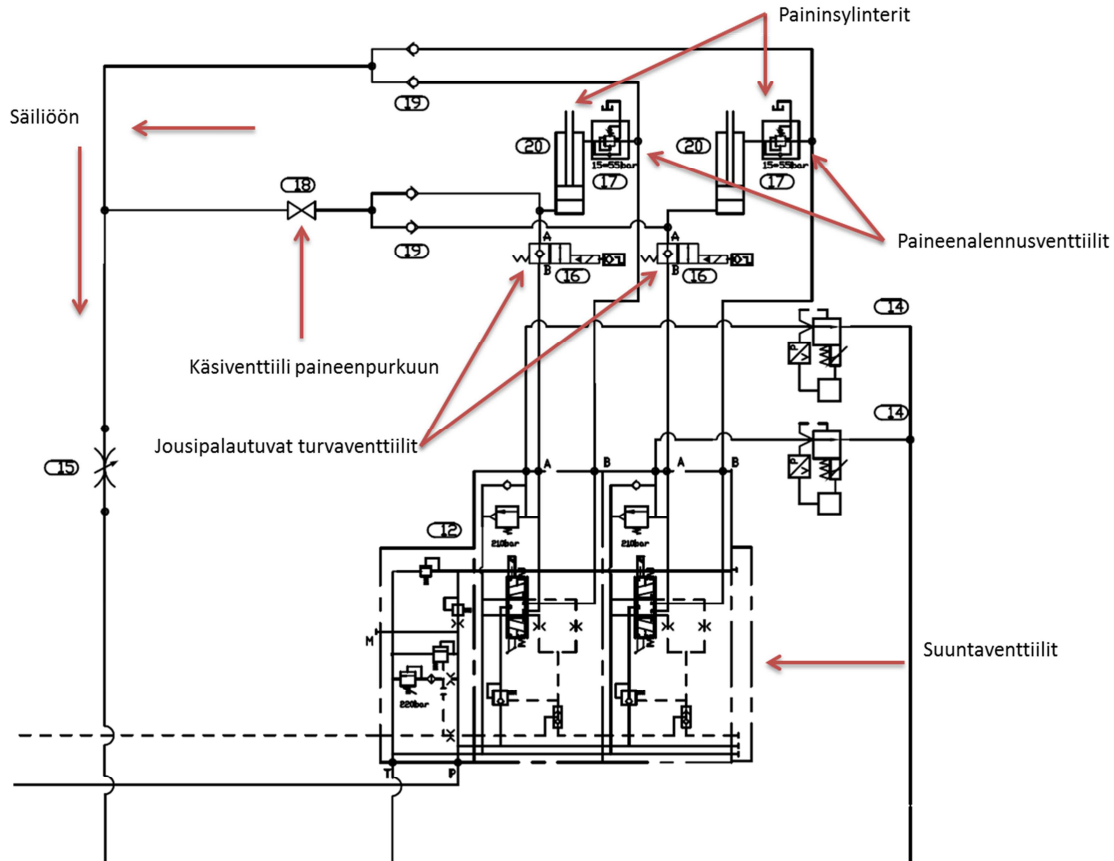 Paininsylinterit
Säiliöön
19
20
15=55bar
17
20
15=55bar
17
18
Paineenalennusventtiilit
19
A
B
16
A
B
16
14
Käsiventtiili paineenpurkuun
14
Jousipalautuvat turvaventtiilit
15
A
B
A
B
12
210bar
210bar
M
Suuntaventtiilit
220bar
T
P